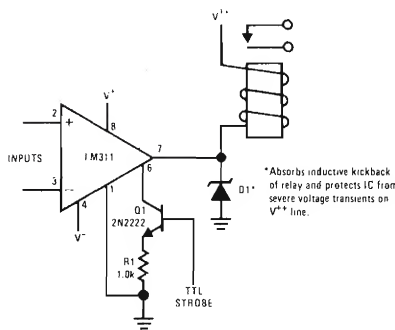 V++
V+
2
+
8
INPUTS
LM311
7
6
3
1
D1*
4
Q1
2N2222
V-
R1
1.0k
TTL
STROBE
*Absorbs inductive kickback
of relay and protects IC from
severe voltage transients on
V++ line.